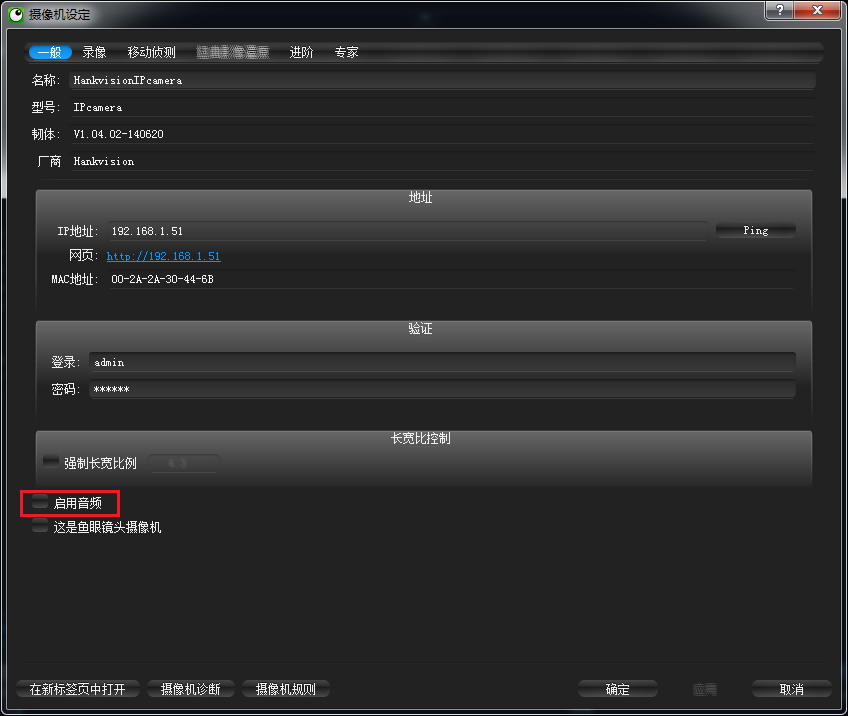 摄像机设定
一般 录像 移动侦测 进阶 专家
名称: HankvisionIPcamera
型号: IPcamera
韧体: V1.04.02-140620
厂商 Hankvision
地址
IP地址: 192.168.1.51 Ping
网页: http://192.168.1.51
MAC地址: 00-2A-2A-30-44-6B
验证
登录: admin
密码: ******
长宽比控制
强制长宽比例 4:3
启用音频
这是鱼眼镜头摄像机
在新标签页中打开 摄像机诊断 摄像机规则 确定 应用 取消